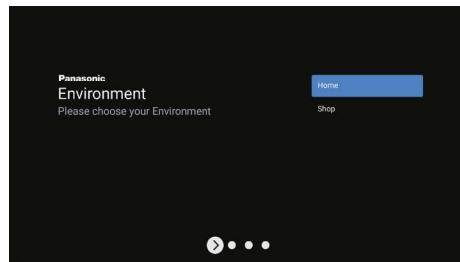 Panasonic
Environment
Please choose your Environment
Home
Shop